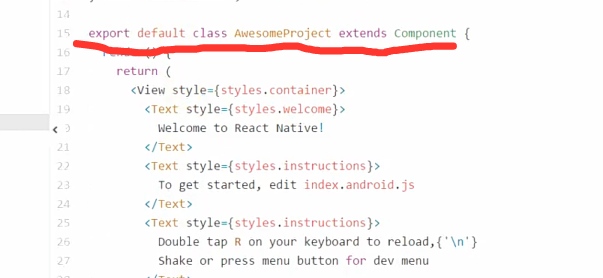 14
15 export default class AwesomeProject extends Component {
16 render() {
17 return (
18 <View style={styles.container}>
19 <Text style={styles.welcome}>
Welcome to React Native!
21 </Text>
22 <Text style={styles.instructions}>
23 To get started, edit index.android.js
24 </Text>
25 <Text style={styles.instructions}>
26 Double tap R on your keyboard to reload,{'\n'}
27 Shake or press menu button for dev menu